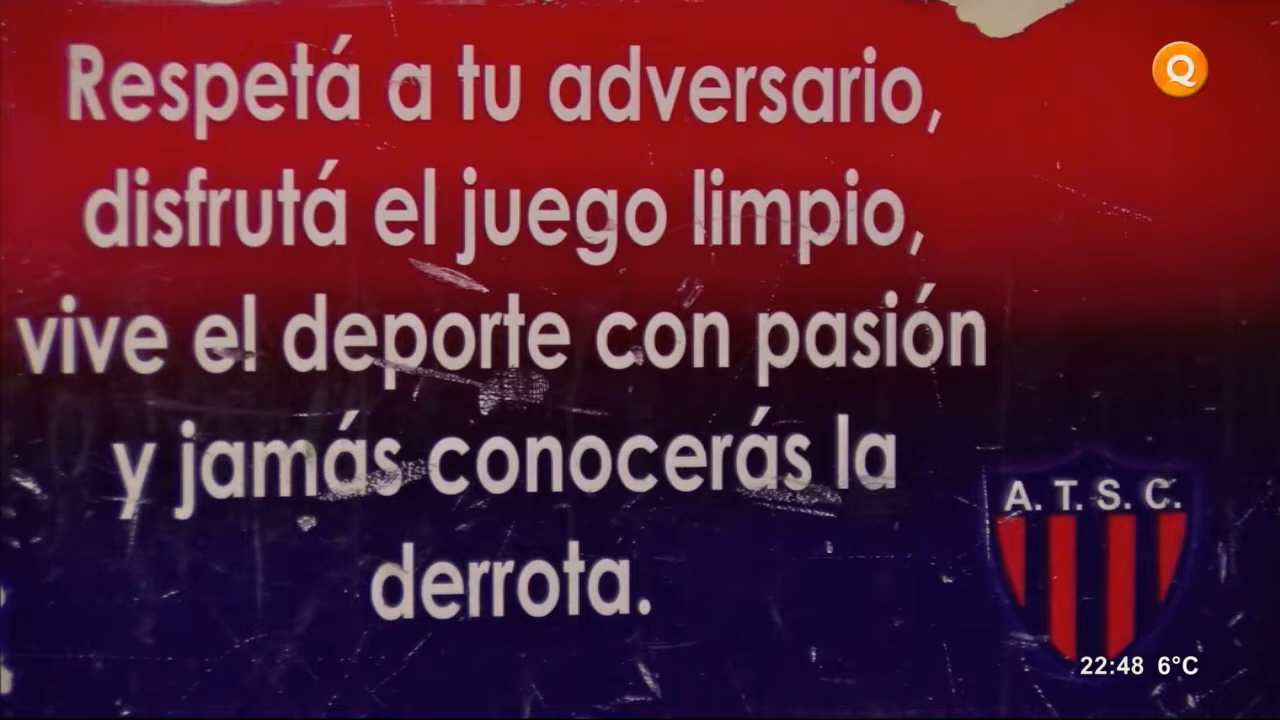 Respetá a tu adversario,
disfrutá el juego limpio,
vive el deporte con pasión
y jamás conocerás la
derrota.
Q
A. T. S. C.
22:48 6°C